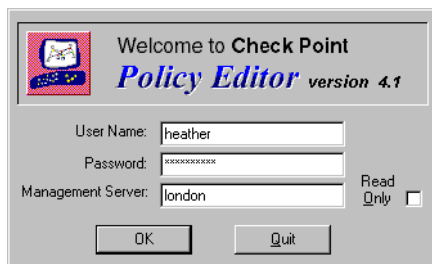 Welcome to Check Point
Policy Editor version 4.1
User Name: heather
Password: xxxxxxxxxx
Management Server: london
Read
Only
OK Quit